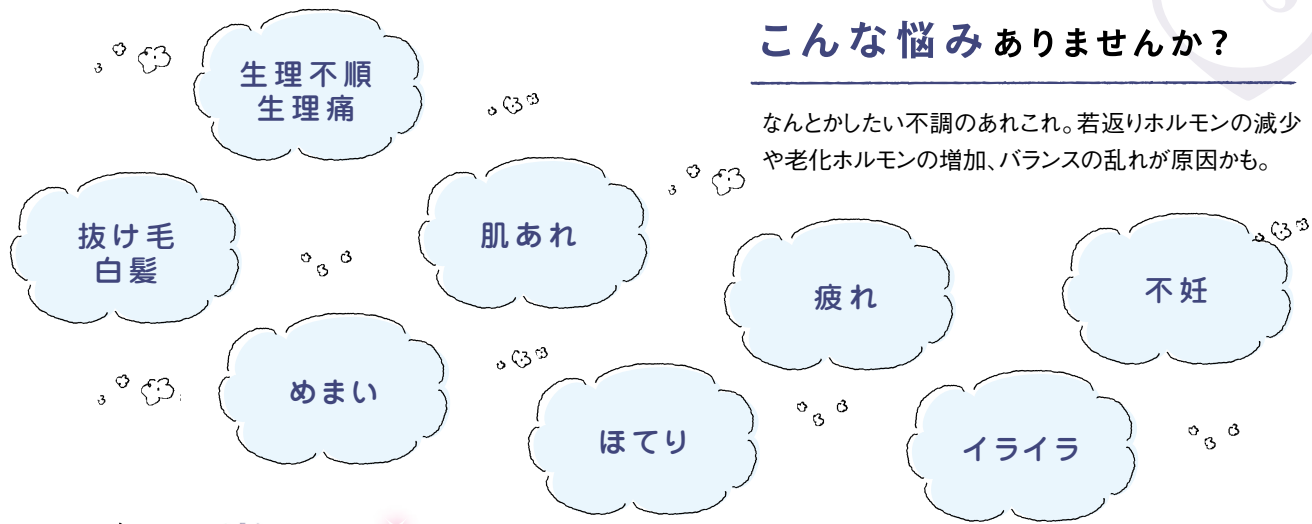 こんな悩みありませんか？
なんとかしたい不調のあれこれ。若返りホルモンの減少
や老化ホルモンの増加、バランスの乱れが原因かも。
生理不順
生理痛
抜け毛
白髪
肌あれ
疲れ
不妊
めまい
ほてり
イライラ